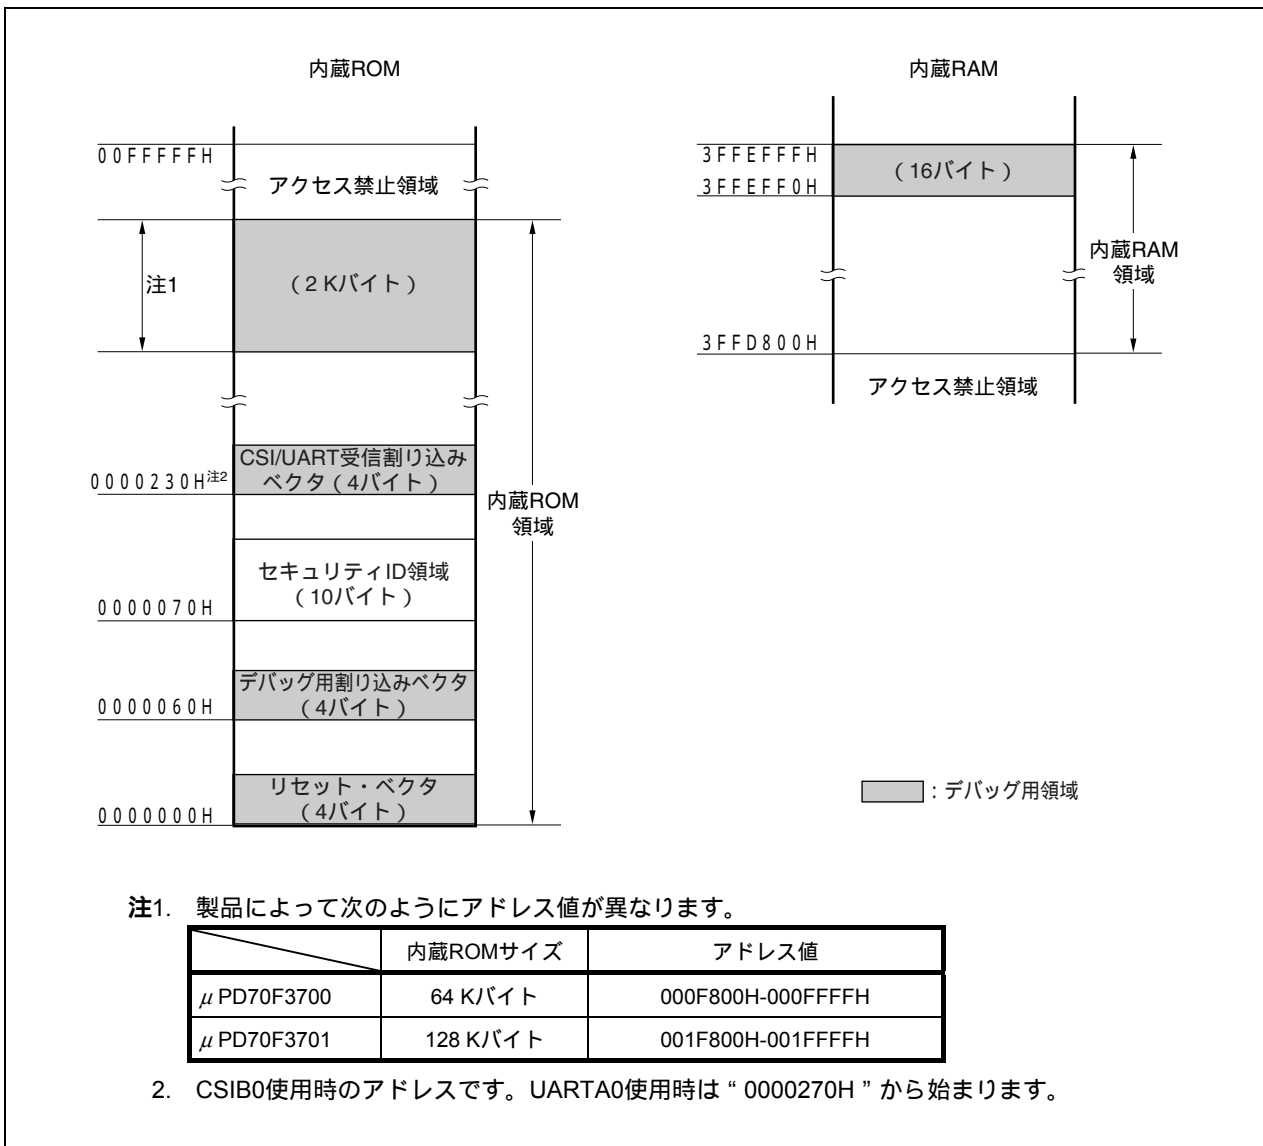 内蔵ROM
00FFFFFH
アクセス禁止領域
注1
（2 Kバイト）
CSI/UART受信割り込み
ベクタ（4バイト）
0000230H注2
内蔵ROM
領域
セキュリティID領域
（10バイト）
0000070H
デバッグ用割り込みベクタ
（4バイト）
0000060H
リセット・ベクタ
（4バイト）
0000000H
内蔵RAM
3FFEFFFH
（16バイト）
3FFEFF0H
内蔵RAM
領域
3FFD800H
アクセス禁止領域
：デバッグ用領域
注1. 製品によって次のようにアドレス値が異なります。
内蔵ROMサイズ アドレス値
μPD70F3700 64 Kバイト 000F800H-000FFFFH
μPD70F3701 128 Kバイト 001F800H-001FFFFH
2. CSIB0使用時のアドレスです。UARTA0使用時は“0000270H”から始まります。